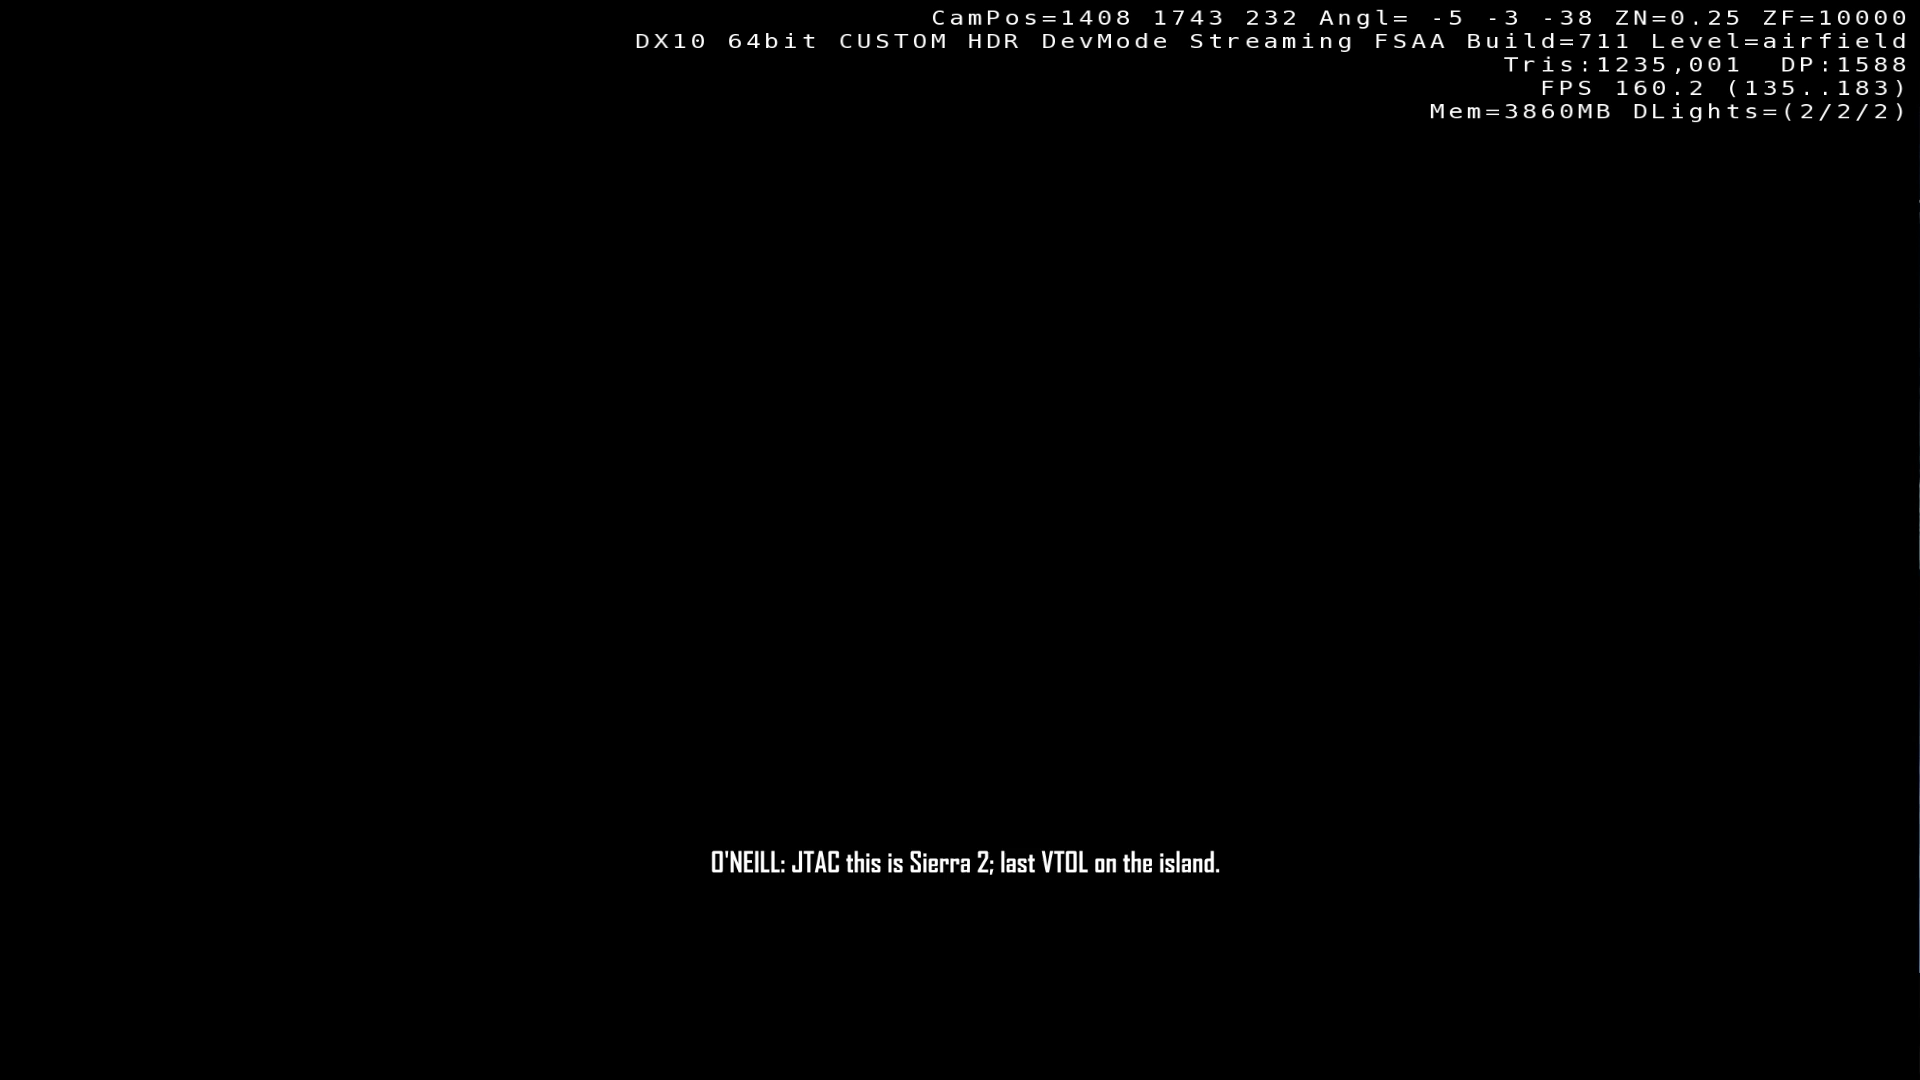 CamPos=1408 1743 232 Angl= -5 -3 -38 ZN=0.25 ZF=10000
DX10 64bit CUSTOM HDR DevMode Streaming FSAA Build=711 Level=airfield
Tris:1235,001 DP:1588
FPS 160.2 (135..183)
Mem=3860MB DLights=(2/2/2)
O'NEILL: JTAC this is Sierra 2; last VTOL on the island.